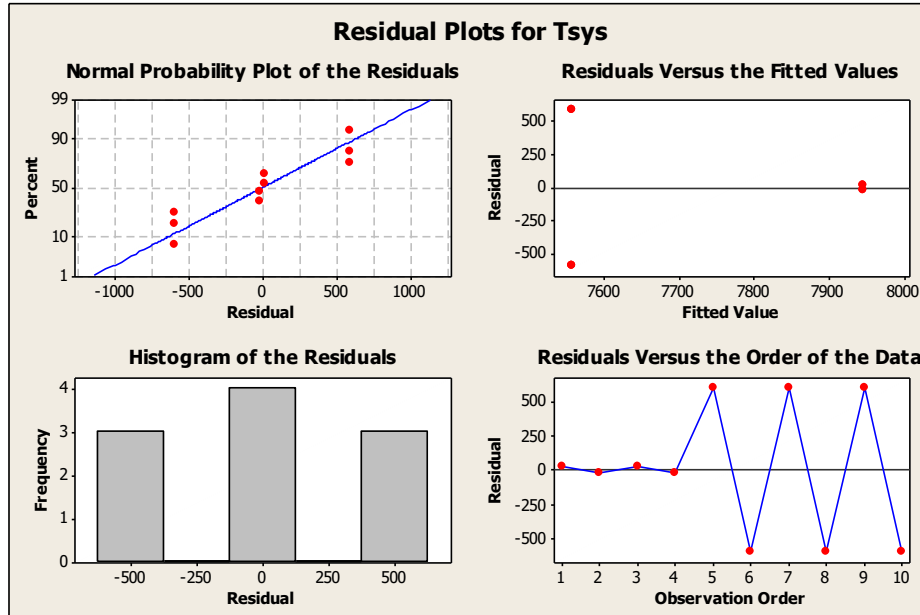 Residual Plots for Tsys
Normal Probability Plot of the Residuals
99
90
50
10
1
Percent
-1000 -500 0 500 1000
Residual
Residuals Versus the Fitted Values
500
250
0
-250
-500
Residual
7600 7700 7800 7900 8000
Fitted Value
Histogram of the Residuals
4
3
2
1
0
Frequency
-500 -250 0 250 500
Residual
Residuals Versus the Order of the Data
500
250
0
-250
-500
Residual
1 2 3 4 5 6 7 8 9 10
Observation Order